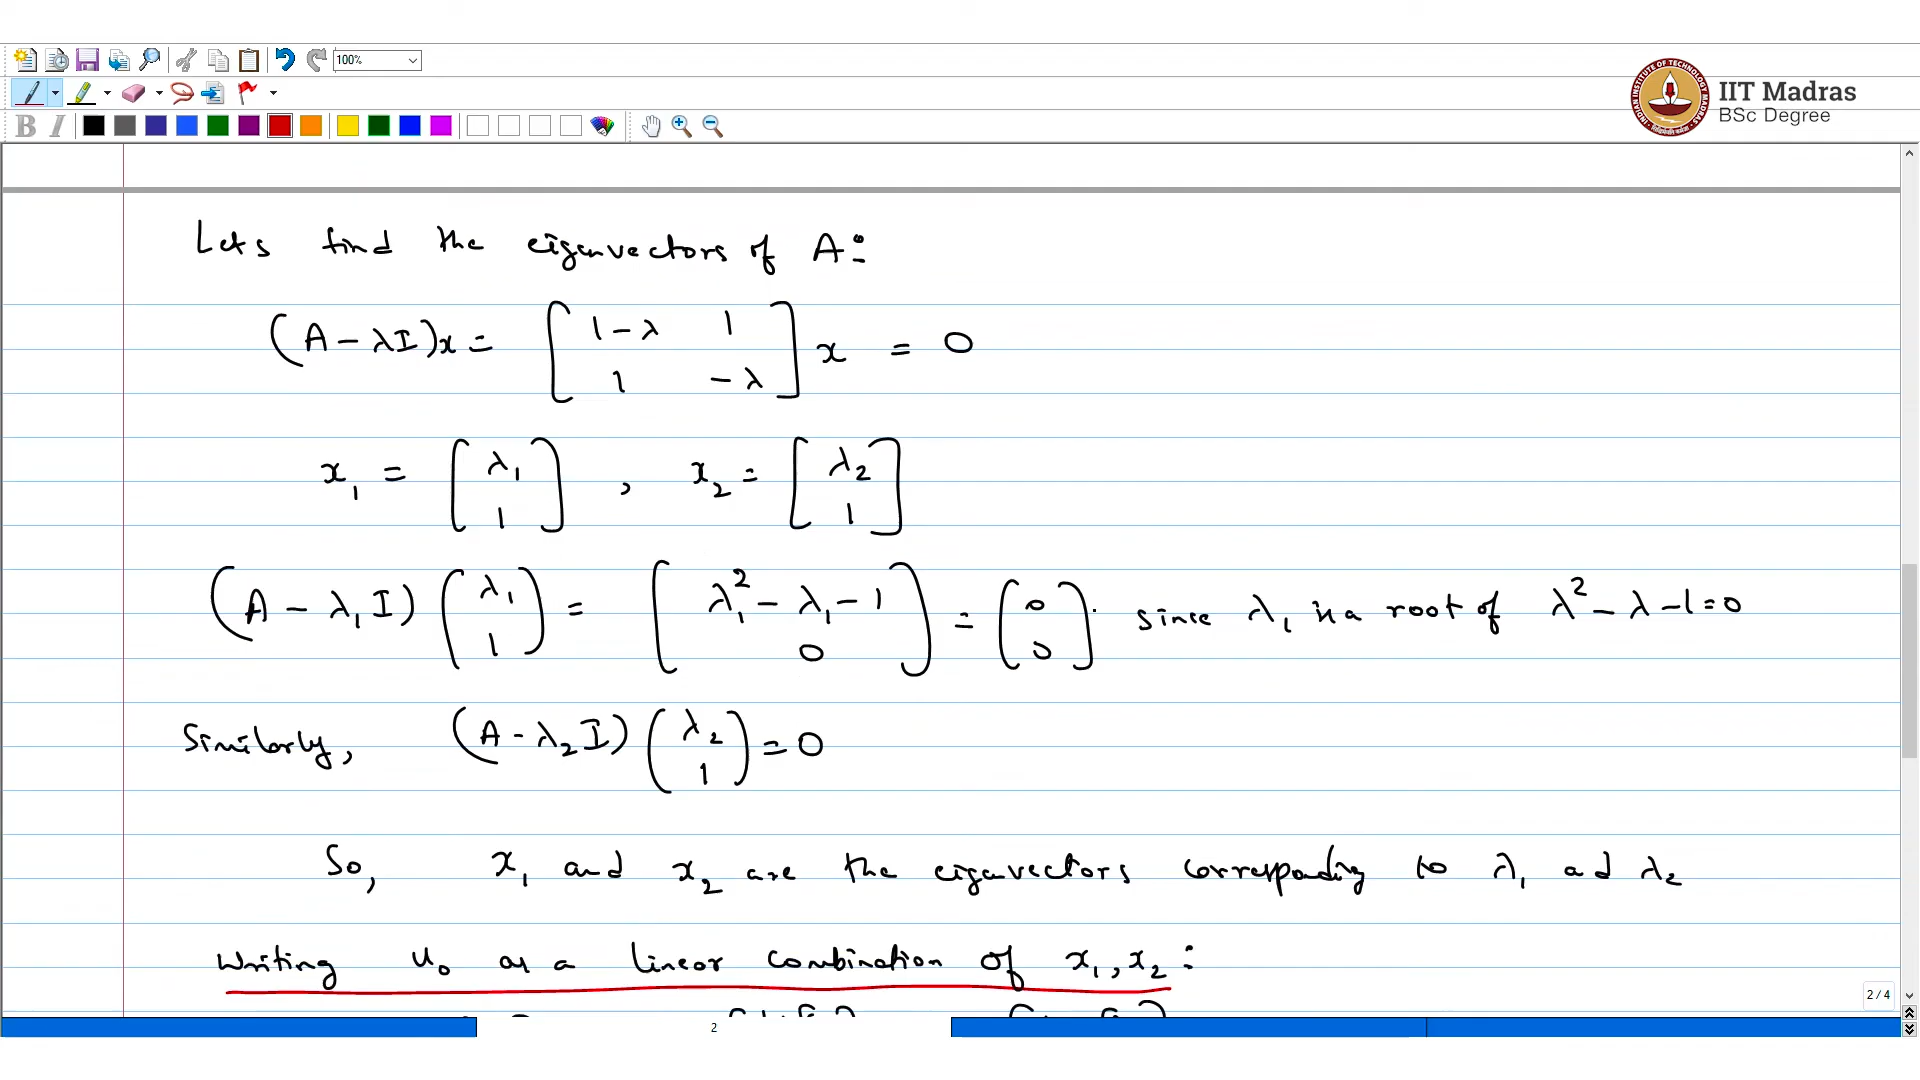 100%
IIT Madras
BSc Degree
Lets find the eigenvectors of A:
(A - λI)x = [ 1-λ 1 ; 1 -λ ] x = 0
x₁ = [ λ₁ ; 1 ] , x₂ = [ λ₂ ; 1 ]
(A - λ₁I) ( λ₁ ; 1 ) = [ λ₁² - λ₁ - 1 ; 0 ] = [ 0 ; 0 ] . since λ₁ is a root of λ² - λ - 1 = 0
Similarly, (A - λ₂I) ( λ₂ ; 1 ) = 0
So, x₁ and x₂ are the eigenvectors corresponding to λ₁ ad λ₂
Writing u₀ as a linear combination of x₁, x₂ :
2 / 4
2